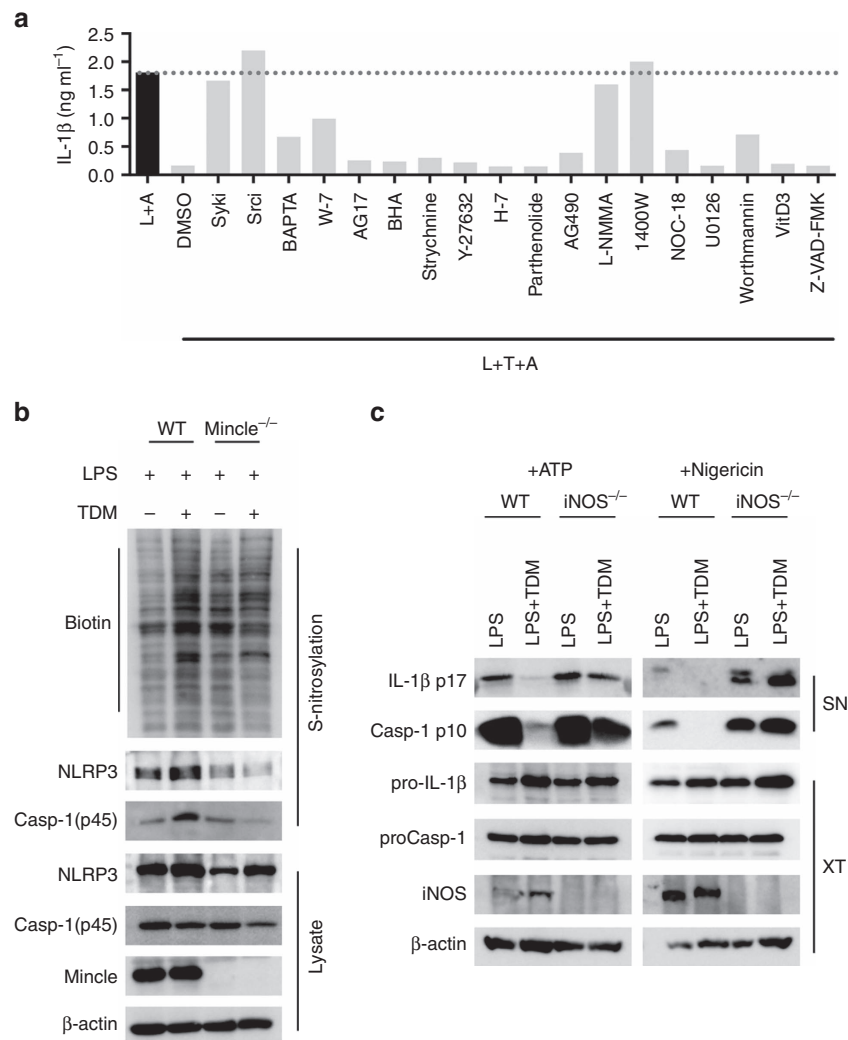 a
IL-1β (ng ml⁻¹)
2.5
2.0
1.5
1.0
0.5
0.0
L+A
DMSO
Syki
Srci
BAPTA
W-7
AG17
BHA
Strychnine
Y-27632
H-7
Parthenolide
AG490
L-NMMA
1400W
NOC-18
U0126
Worthmannin
VitD3
Z-VAD-FMK
L+T+A
b
WT Mincle⁻/⁻
LPS + + + +
TDM – + – +
Biotin
NLRP3
Casp-1(p45)
S-nitrosylation
NLRP3
Casp-1(p45)
Mincle
β-actin
Lysate
c
+ATP +Nigericin
WT iNOS⁻/⁻ WT iNOS⁻/⁻
LPS LPS+TDM LPS LPS+TDM LPS LPS+TDM LPS LPS+TDM
IL-1β p17
Casp-1 p10
SN
pro-IL-1β
proCasp-1
iNOS
β-actin
XT